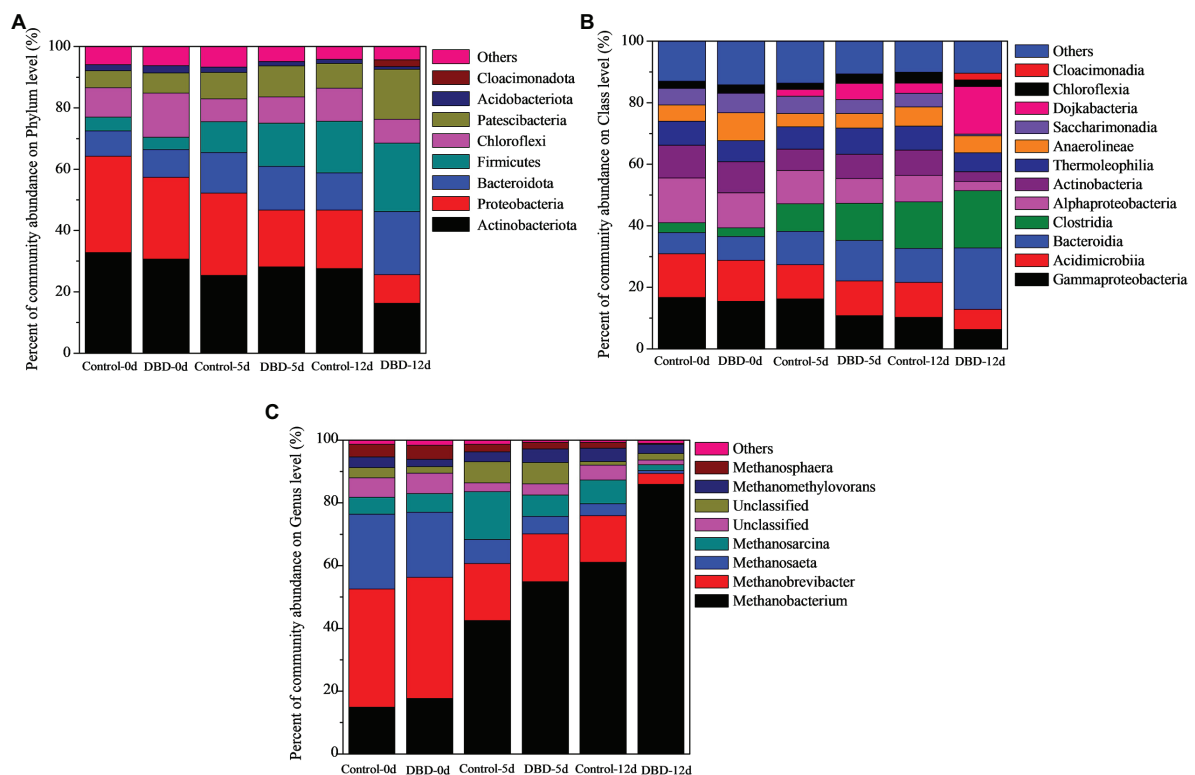 A
Percent of community abundance on Phylum level (%)
100
80
60
40
20
0
Control-0d
DBD-0d
Control-5d
DBD-5d
Control-12d
DBD-12d
Others
Cloacimonadota
Acidobacteriota
Patescibacteria
Chloroflexi
Firmicutes
Bacteroidota
Proteobacteria
Actinobacteriota
B
Percent of community abundance on Class level (%)
100
80
60
40
20
0
Control-0d
DBD-0d
Control-5d
DBD-5d
Control-12d
DBD-12d
Others
Cloacimonadia
Chloroflexia
Dojkabacteria
Saccharimonadia
Anaerolineae
Thermoleophilia
Actinobacteria
Alphaproteobacteria
Clostridia
Bacteroidia
Acidimicrobiia
Gammaproteobacteria
C
Percent of community abundance on Genus level (%)
100
80
60
40
20
0
Control-0d
DBD-0d
Control-5d
DBD-5d
Control-12d
DBD-12d
Others
Methanosphaera
Methanomethylovorans
Unclassified
Unclassified
Methanosarcina
Methanosaeta
Methanobrevibacter
Methanobacterium